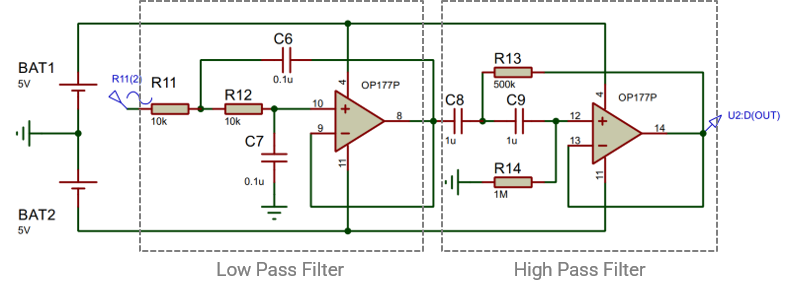 C6
0.1u
BAT1
5V
R11(2)
R11
10k
R12
10k
C7
0.1u
4
OP177P
10
9
8
11
C8
1u
R13
500k
C9
1u
R14
1M
4
OP177P
12
13
14
11
U2:D(OUT)
BAT2
5V
Low Pass Filter
High Pass Filter